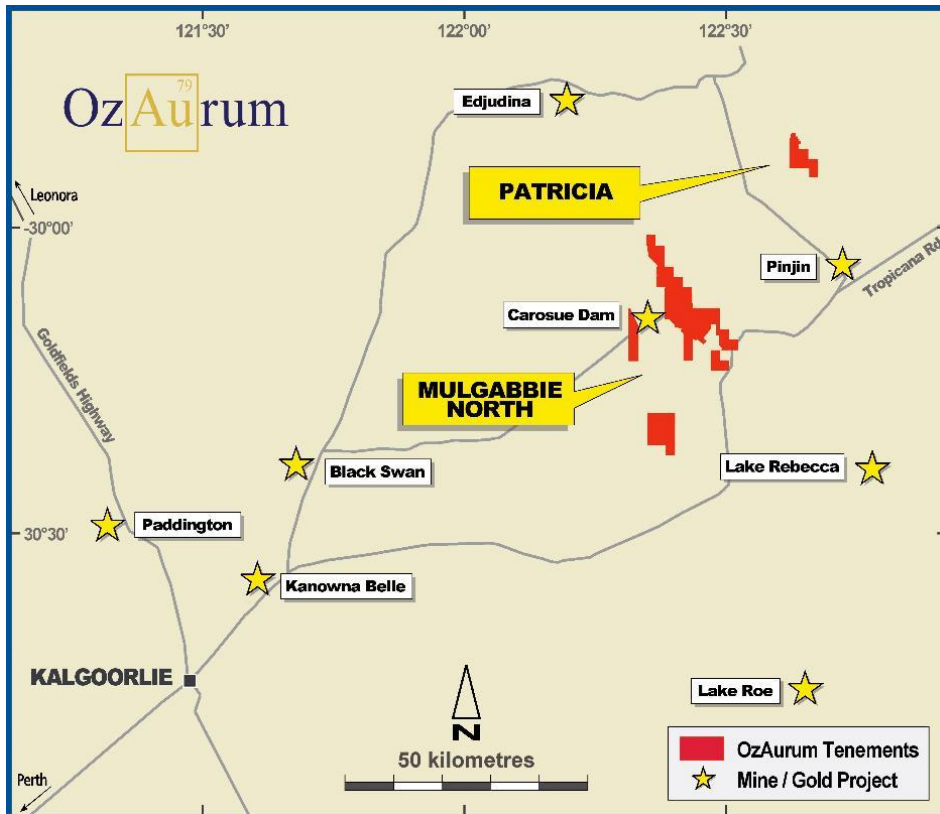 121°30'
122°00'
122°30'
79
OzAurum
Edjudina
PATRICIA
Leonora
-30°00'
Pinjin
Tropicana Rd
Carosue Dam
Goldfields Highway
MULGABBIE
NORTH
Black Swan
Lake Rebecca
Paddington
30°30'
Kanowna Belle
KALGOORLIE
Lake Roe
N
50 kilometres
OzAurum Tenements
Mine / Gold Project
Perth